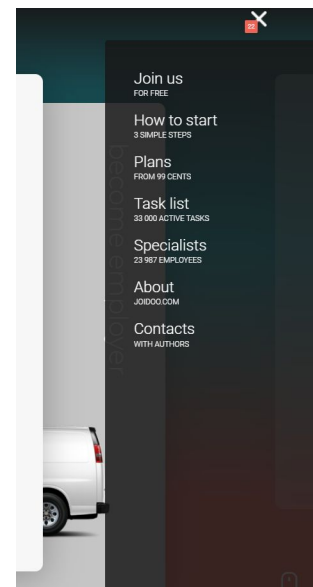 22
Join us
FOR FREE
How to start
3 SIMPLE STEPS
Plans
FROM 99 CENTS
Task list
33 000 ACTIVE TASKS
Specialists
23 987 EMPLOYEES
About
JOIDOO.COM
Contacts
WITH AUTHORS
become employer